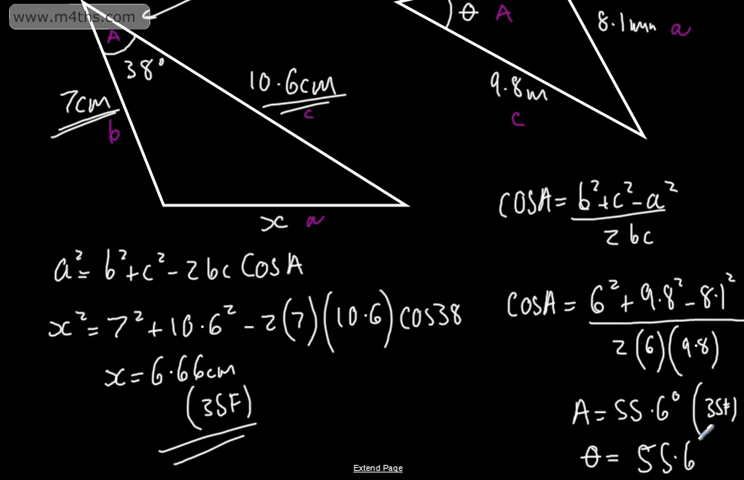 www.m4ths.com
c
A
38°
7cm
b
10.6cm
c
x a
a² = b² + c² - 2bc CosA
x² = 7² + 10.6² - 2(7)(10.6) cos38
x = 6.66cm
(3SF)
θ A
8.1m a
9.8m
c
COSA = b² + c² - a² / 2bc
COSA = 6² + 9.8² - 8.1² / 2(6)(9.8)
A = 55.6° (3SF)
θ = 55.6
Extend Page